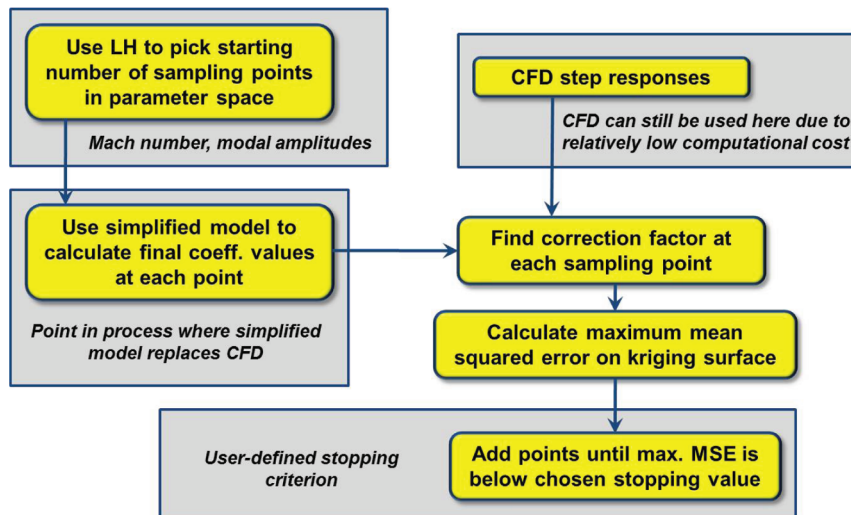 Use LH to pick starting
number of sampling points
in parameter space
Mach number, modal amplitudes
CFD step responses
CFD can still be used here due to
relatively low computational cost
Use simplified model to
calculate final coeff. values
at each point
Point in process where simplified
model replaces CFD
Find correction factor at
each sampling point
Calculate maximum mean
squared error on kriging surface
User-defined stopping
criterion
Add points until max. MSE is
below chosen stopping value